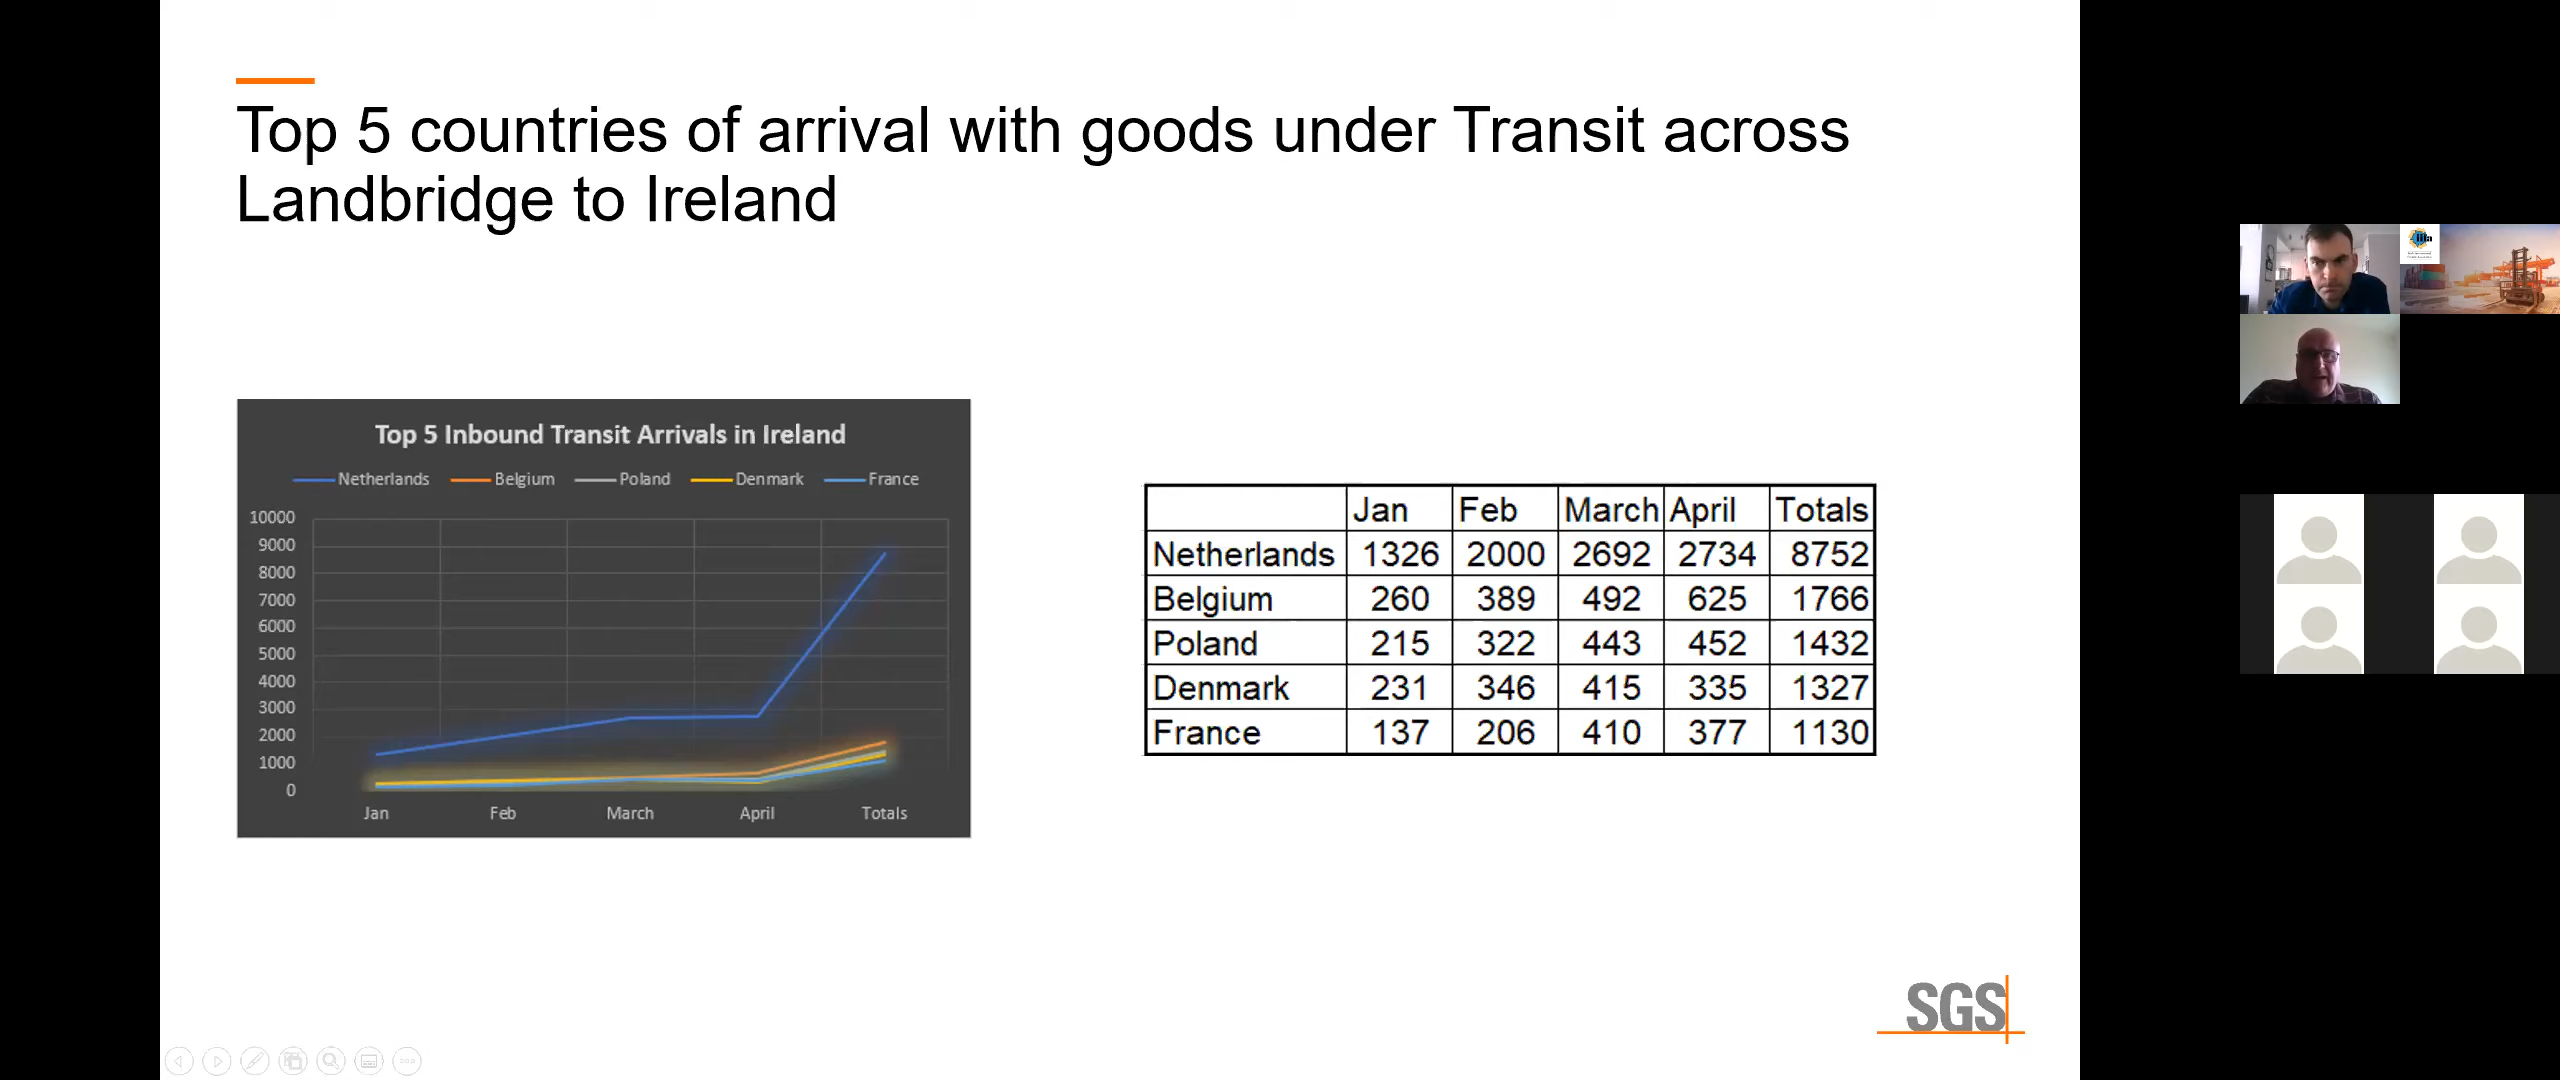 Top 5 countries of arrival with goods under Transit across
Landbridge to Ireland
Top 5 Inbound Transit Arrivals in Ireland
Netherlands Belgium Poland Denmark France
10000
9000
8000
7000
6000
5000
4000
3000
2000
1000
0
Jan Feb March April Totals
Jan Feb March April Totals
Netherlands 1326 2000 2692 2734 8752
Belgium 260 389 492 625 1766
Poland 215 322 443 452 1432
Denmark 231 346 415 335 1327
France 137 206 410 377 1130
SGS